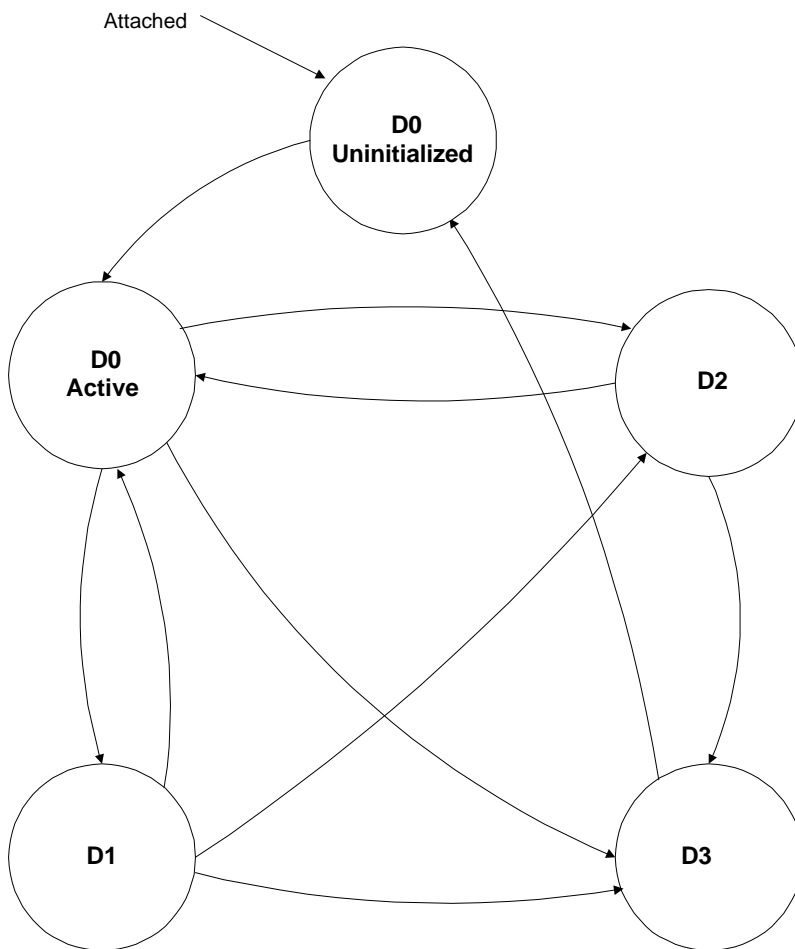 Attached
D0
Uninitialized
D0
Active
D2
D1
D3